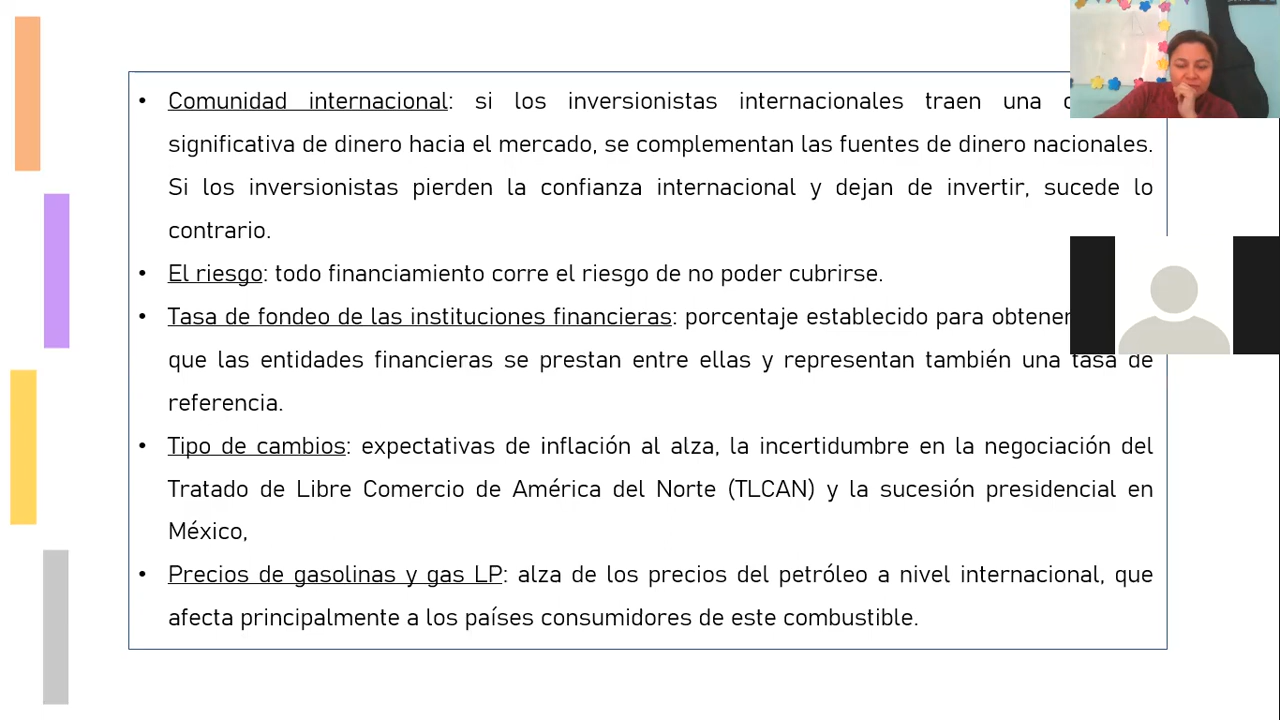 • Comunidad internacional: si los inversionistas internacionales traen una
significativa de dinero hacia el mercado, se complementan las fuentes de dinero nacionales.
Si los inversionistas pierden la confianza internacional y dejan de invertir, sucede lo
contrario.
• El riesgo: todo financiamiento corre el riesgo de no poder cubrirse.
• Tasa de fondeo de las instituciones financieras: porcentaje establecido para obtener
que las entidades financieras se prestan entre ellas y representan también una tasa de
referencia.
• Tipo de cambios: expectativas de inflación al alza, la incertidumbre en la negociación del
Tratado de Libre Comercio de América del Norte (TLCAN) y la sucesión presidencial en
México,
• Precios de gasolinas y gas LP: alza de los precios del petróleo a nivel internacional, que
afecta principalmente a los países consumidores de este combustible.